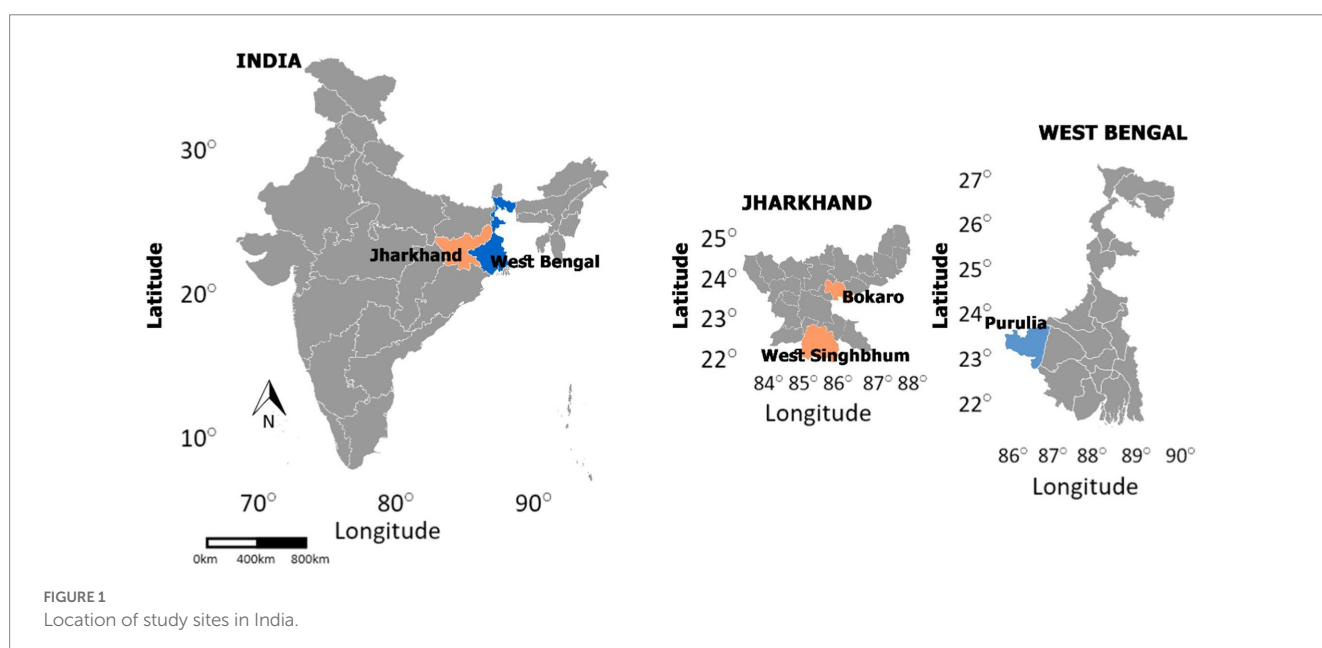 INDIA
30°
20°
10°
Latitude
Jharkhand
West Bengal
N
70° 80° 90°
Longitude
0km 400km 800km
JHARKHAND
25°
24°
23°
22°
Latitude
Bokaro
West Singhbhum
84° 85° 86° 87° 88°
Longitude
WEST BENGAL
27°
26°
25°
24°
23°
22°
Latitude
Purulia
86° 87° 88° 89° 90°
Longitude
FIGURE 1
Location of study sites in India.